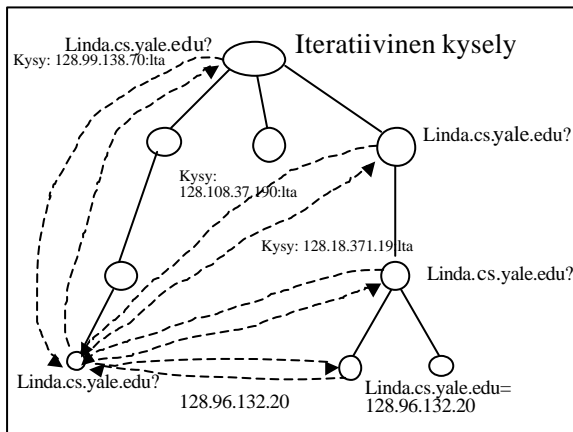 Linda.cs.yale.edu?
Iteratiivinen kysely
Kysy: 128.99.138.70:lta
Linda.cs.yale.edu?
Kysy:
128.108.37.190:lta
Kysy: 128.18.371.19:lta
Linda.cs.yale.edu?
Linda.cs.yale.edu?
128.96.132.20
Linda.cs.yale.edu=
128.96.132.20